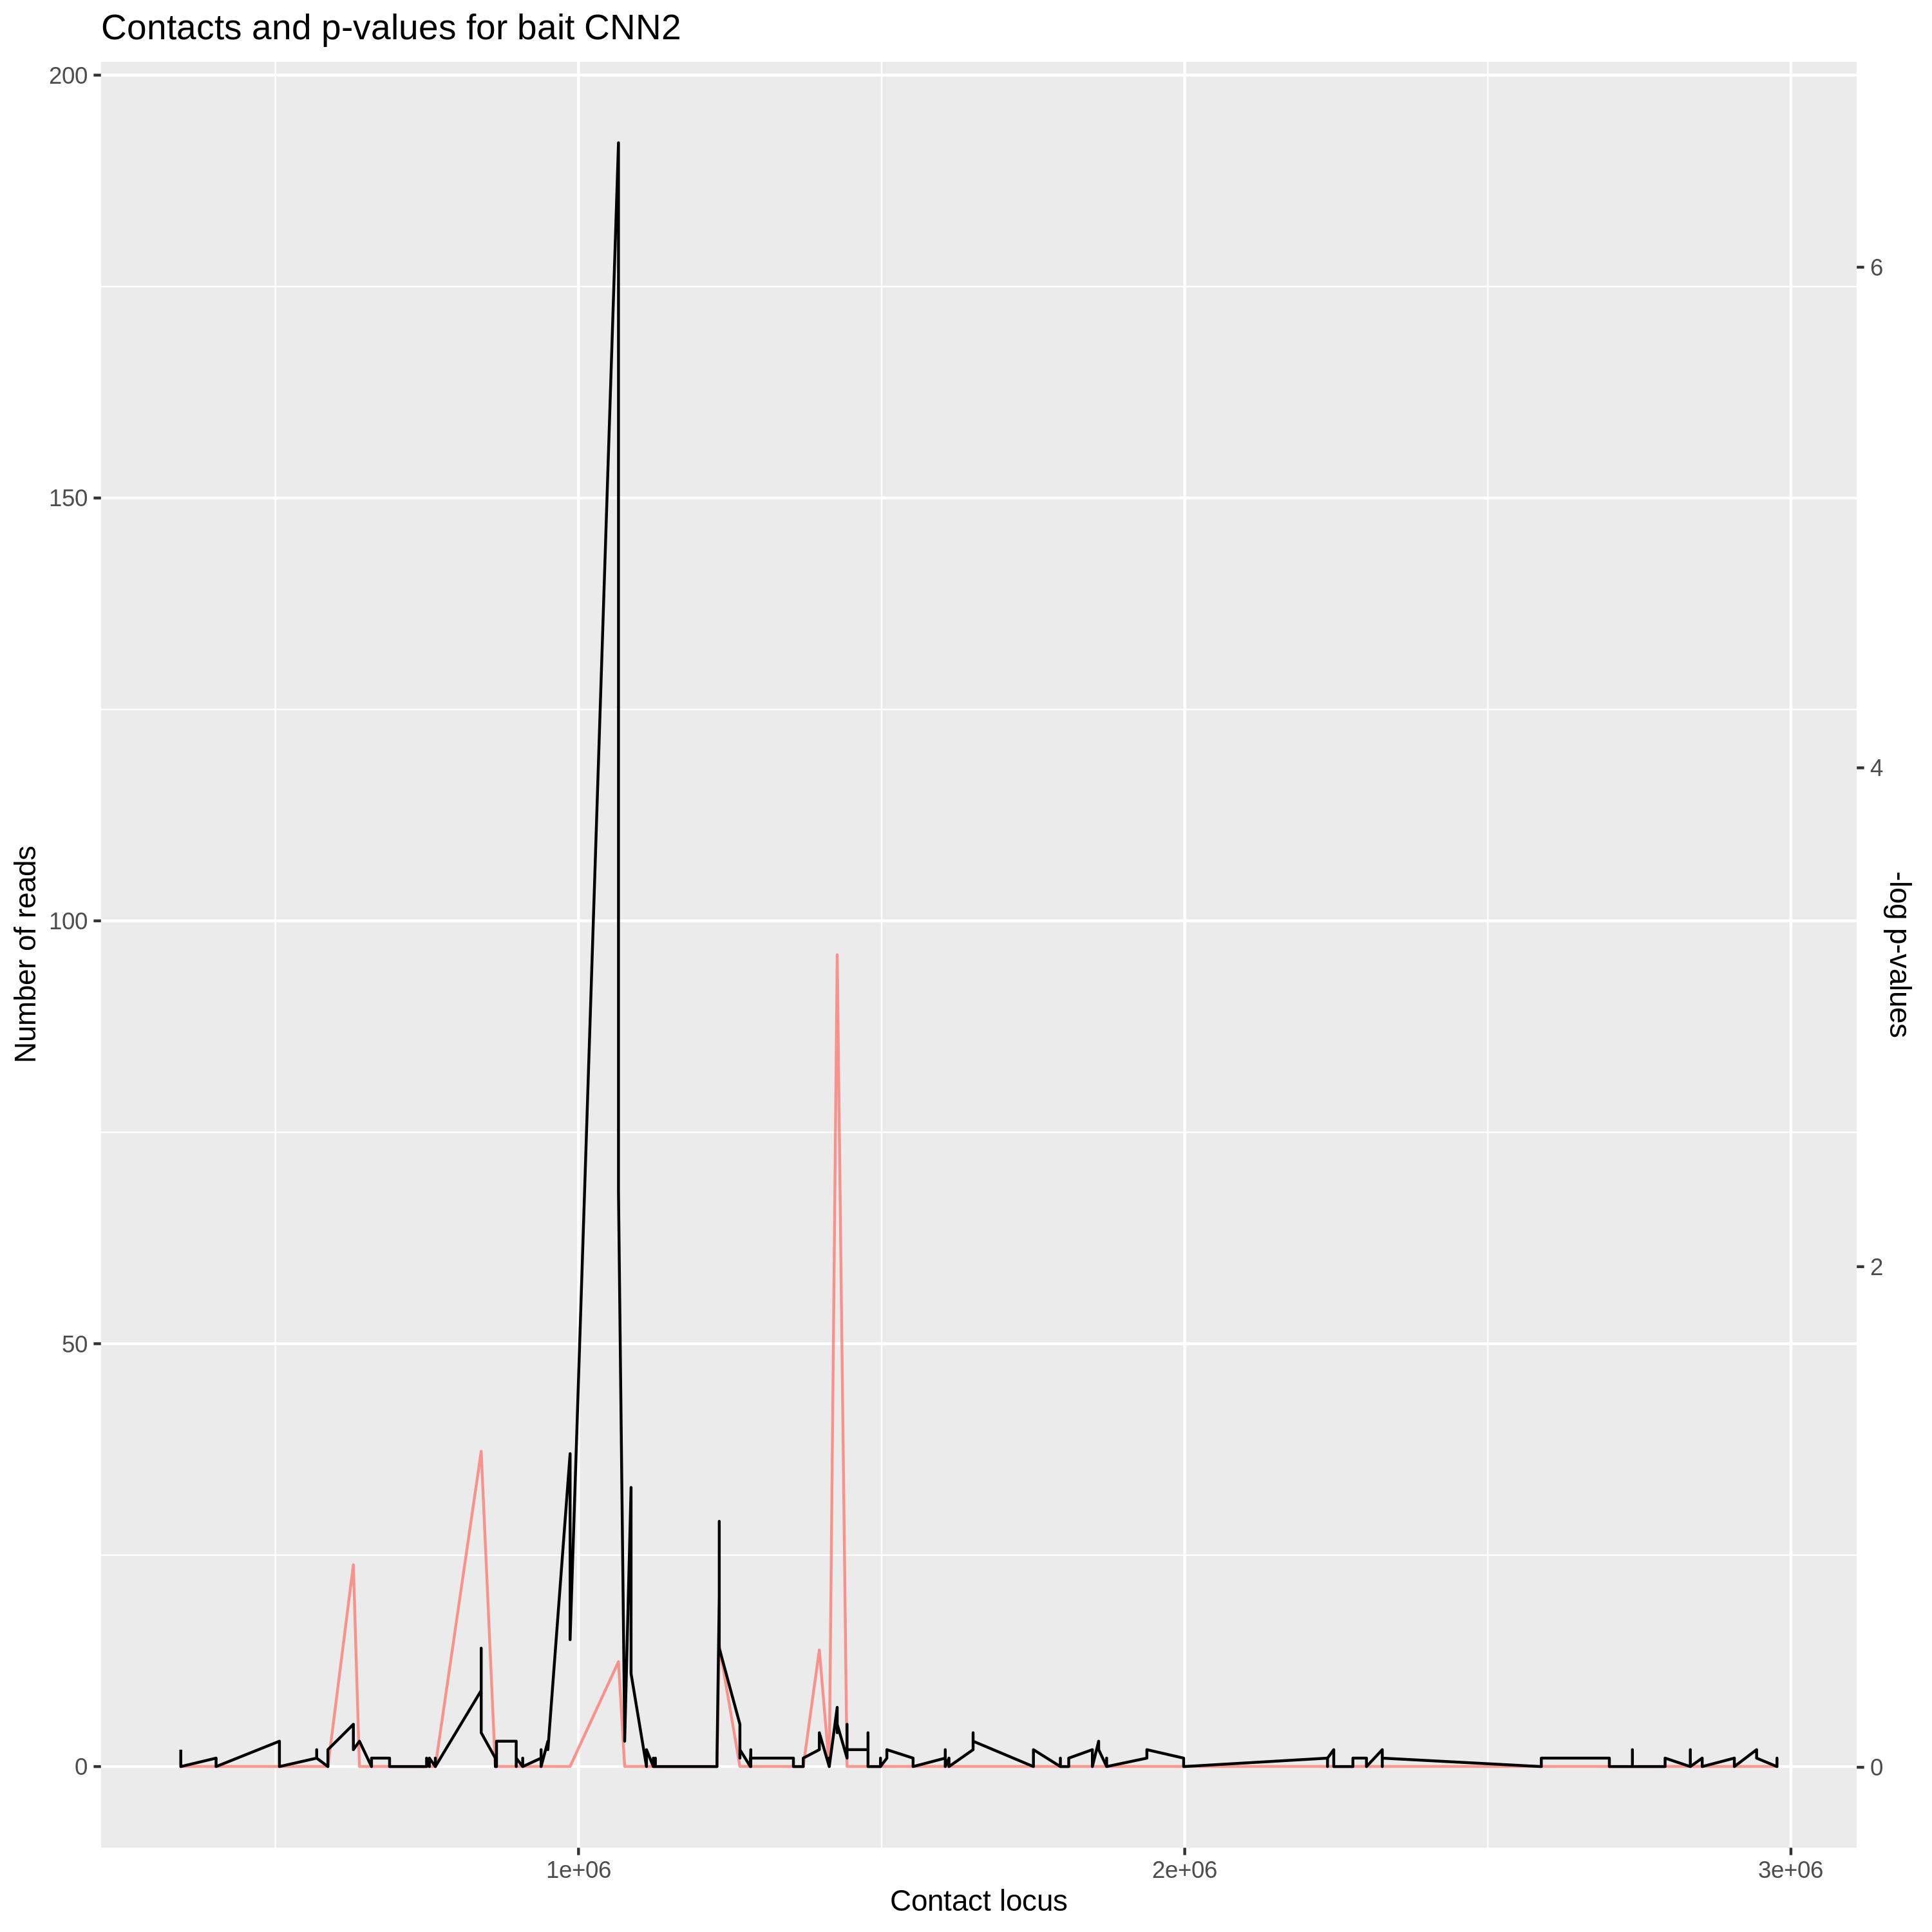 Contacts and p-values for bait CNN2
200
150
100
50
0
Number of reads
6
4
2
0
-log p-values
1e+06
2e+06
3e+06
Contact locus